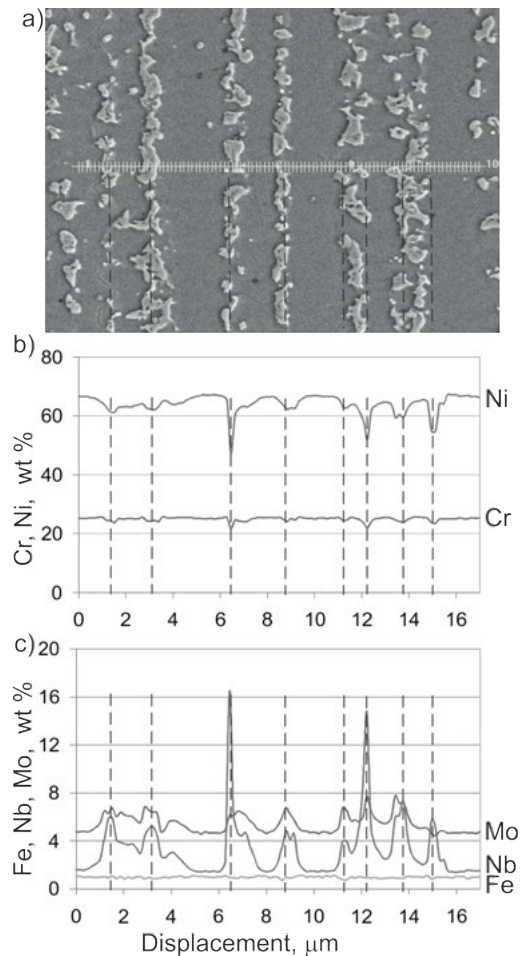 a)
10
b)
80
60
40
20
0
Cr, Ni, wt %
Ni
Cr
0 2 4 6 8 10 12 14 16
c)
20
16
12
8
4
0
Fe, Nb, Mo, wt %
Mo
Nb
Fe
0 2 4 6 8 10 12 14 16
Displacement, μm